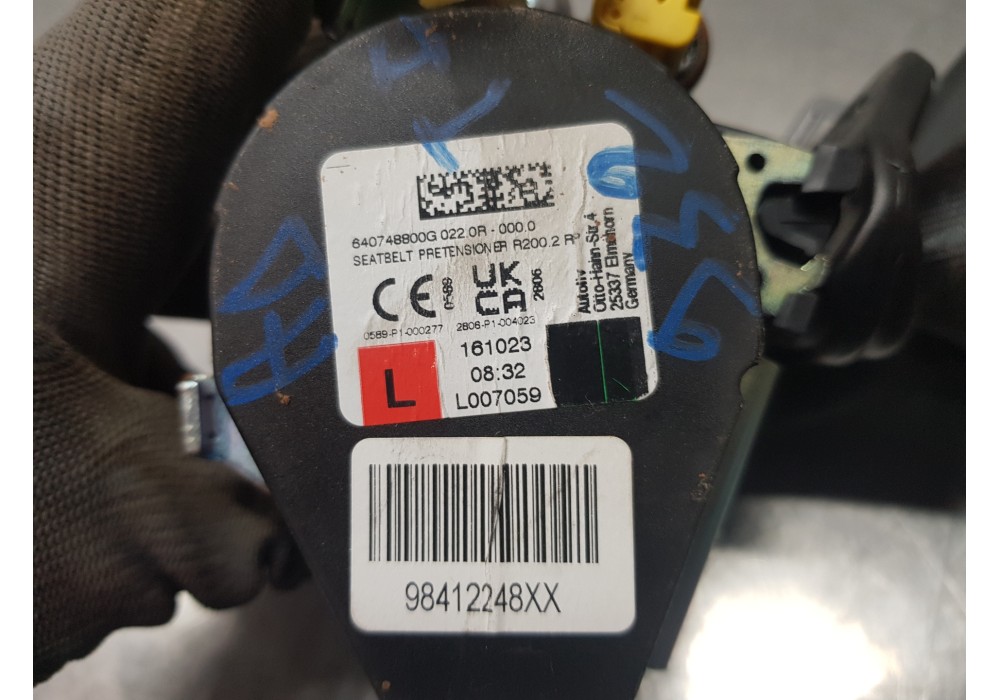 640748800G 022.0R - 000.0
SEATBELT PRETENSIONER R200.2 R
CE 0589
UK
CA 2806
Autoliv
Otto-Hahn-Str.4
25337 Elmshorn
Germany
0589-P1-000277 2806-P1-004023
L
161023
08:32
L007059
98412248XX